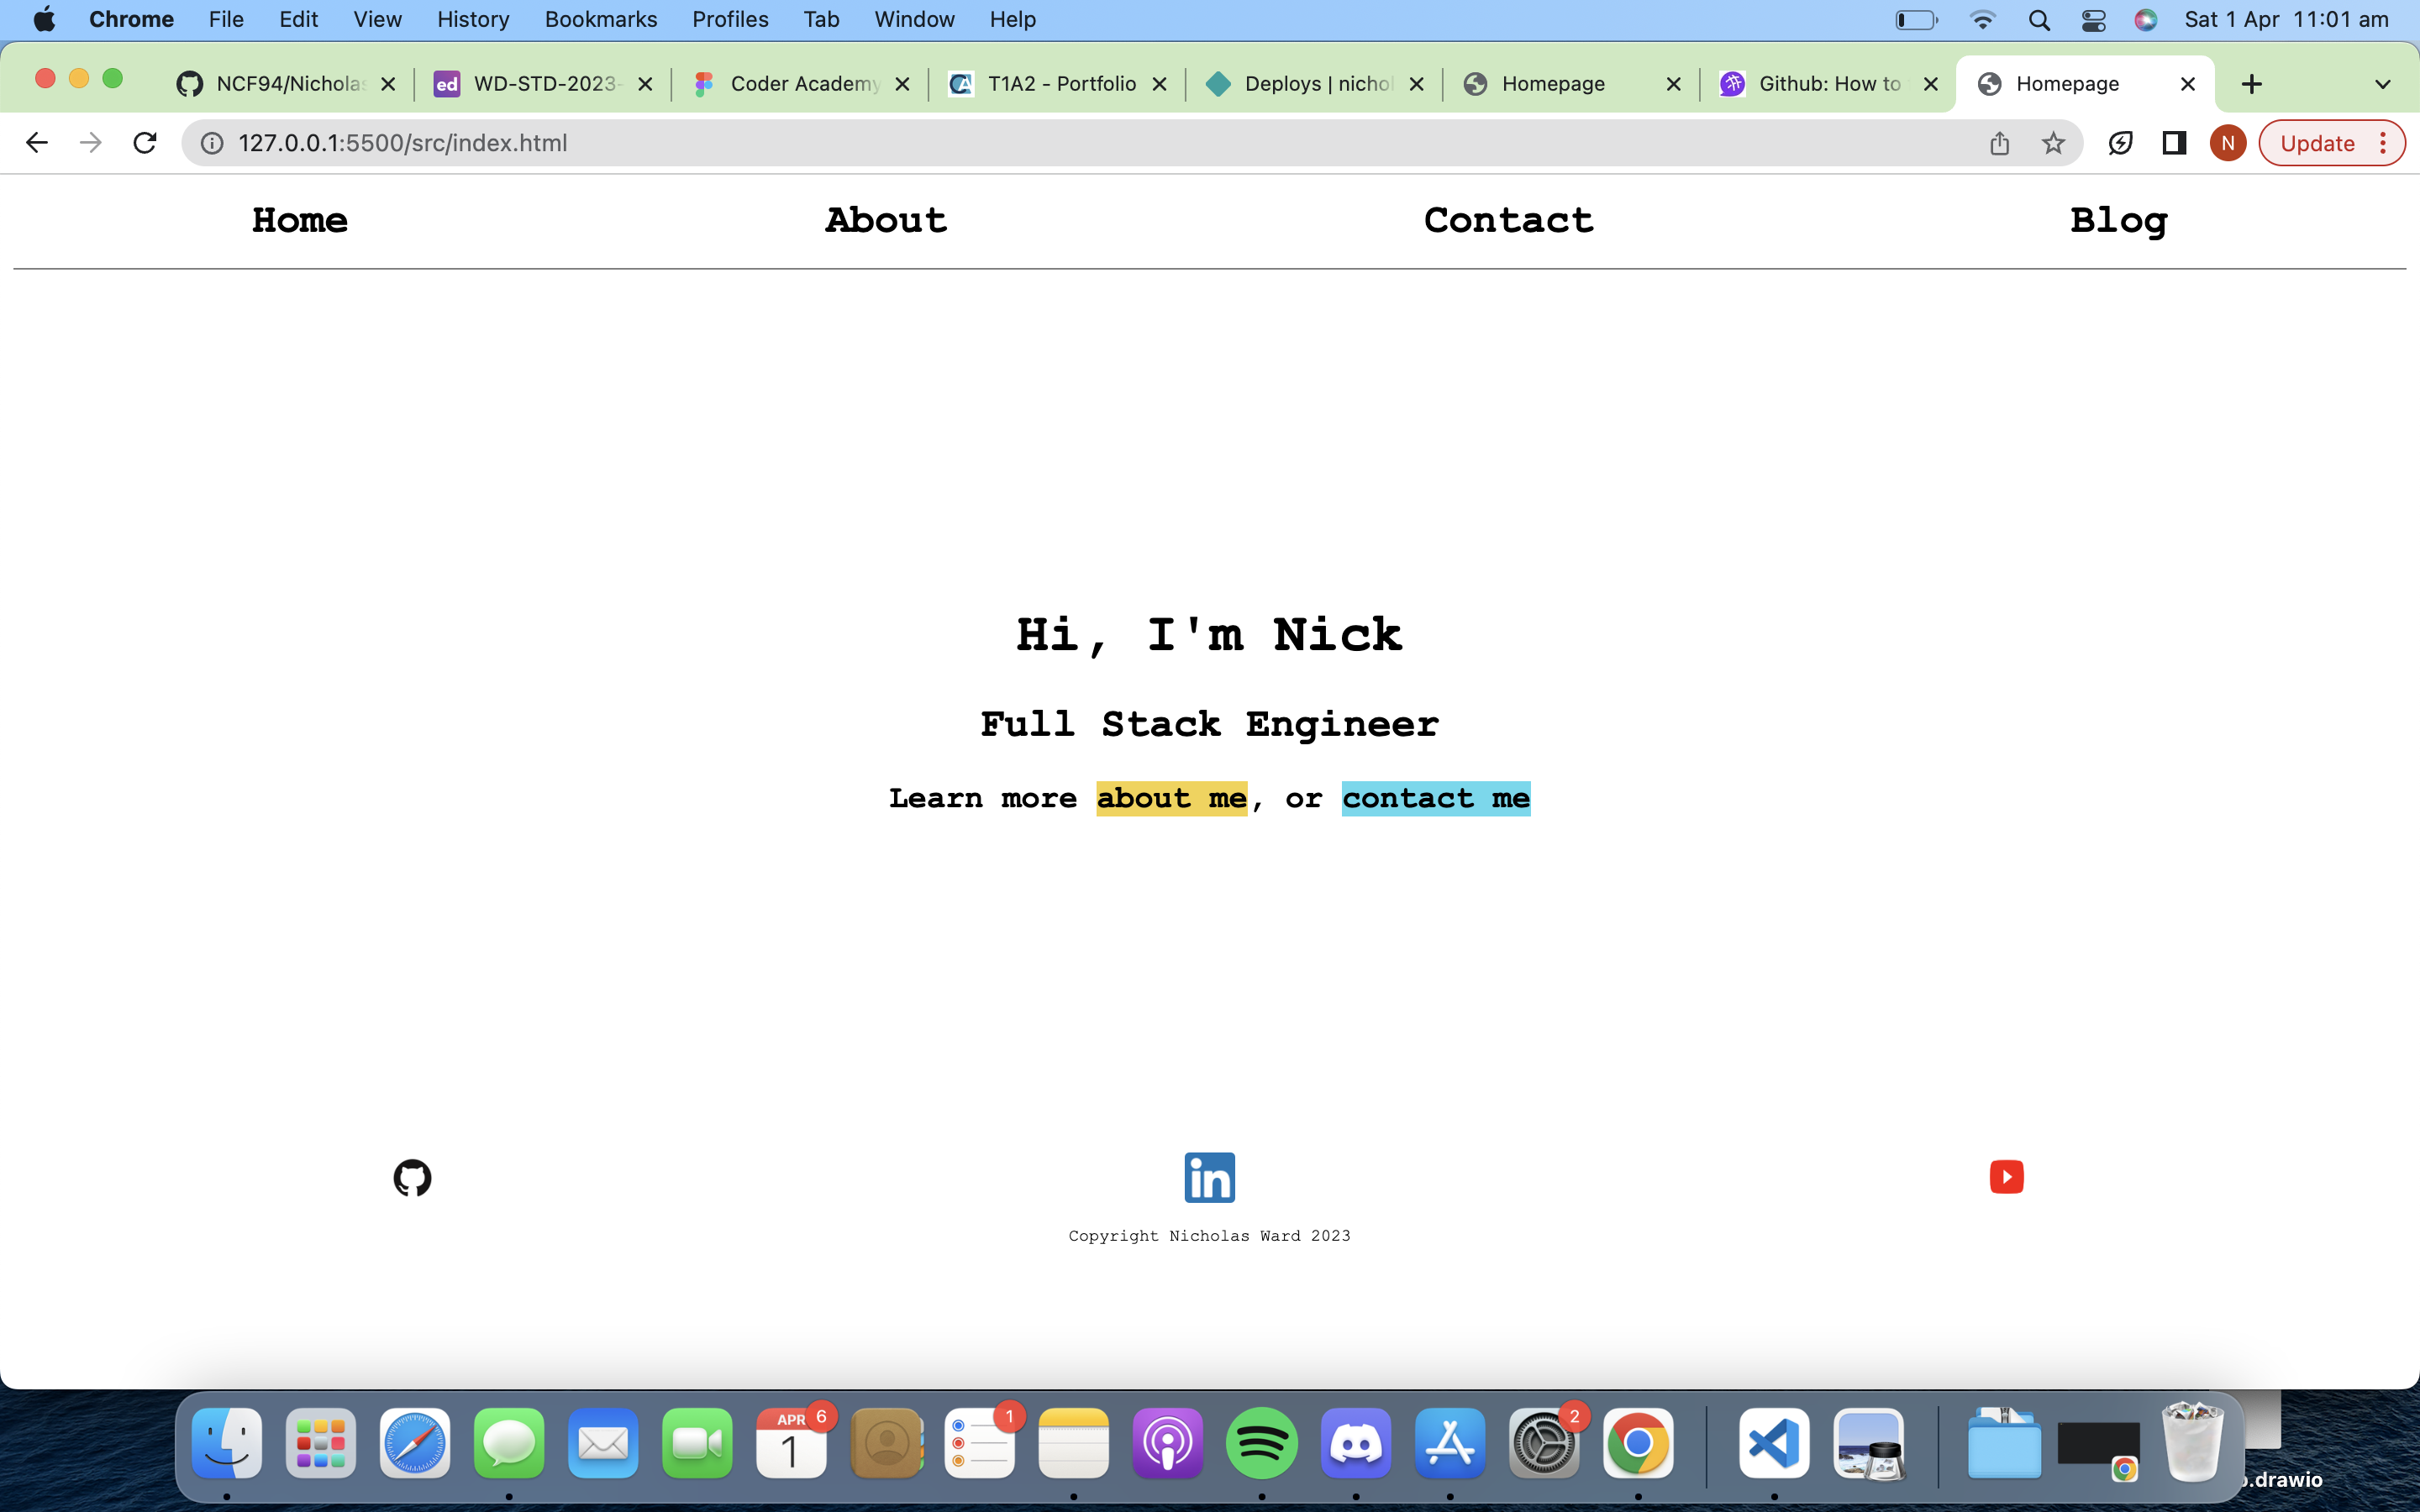 Chrome File Edit View History Bookmarks Profiles Tab Window Help Sat 1 Apr 11:01 am
NCF94/Nicholas ed WD-STD-2023- Coder Academy CA T1A2 - Portfolio Deploys | nichol Homepage Github: How to Homepage
127.0.0.1:5500/src/index.html N Update
Home About Contact Blog
Hi, I'm Nick
Full Stack Engineer
Learn more about me, or contact me
in
Copyright Nicholas Ward 2023
APR 6 1 2
1
.drawio